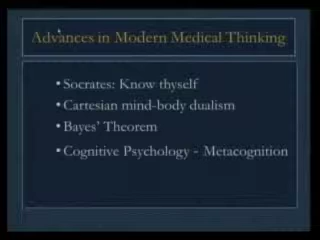 Advances in Modern Medical Thinking
• Socrates: Know thyself
• Cartesian mind-body dualism
• Bayes' Theorem
• Cognitive Psychology - Metacognition